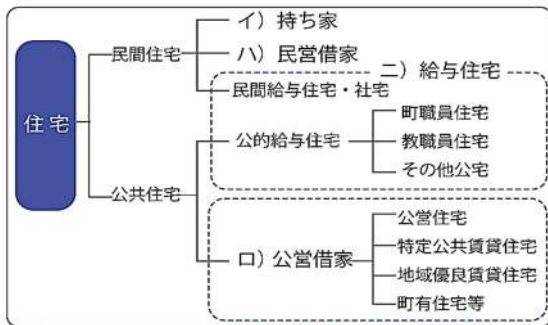 住宅
民間住宅
イ）持ち家
ハ）民営借家
ニ）給与住宅
民間給与住宅・社宅
公的給与住宅
町職員住宅
教職員住宅
その他公宅
公共住宅
ロ）公営借家
公営住宅
特定公共賃貸住宅
地域優良賃貸住宅
町有住宅等